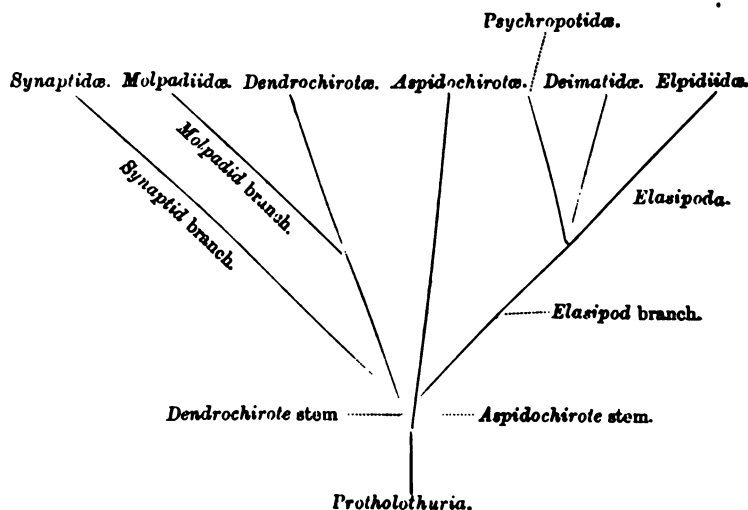 Psychropotidæ.
Synaptidæ. Molpadiidæ. Dendrochirotæ. Aspidochirotæ. Deimatidæ. Elpidiidæ.
Molpadid branch.
Synaptid branch.
Elasipoda.
Elasipod branch.
Dendrochirote stem
Aspidochirote stem.
Protholothuria.